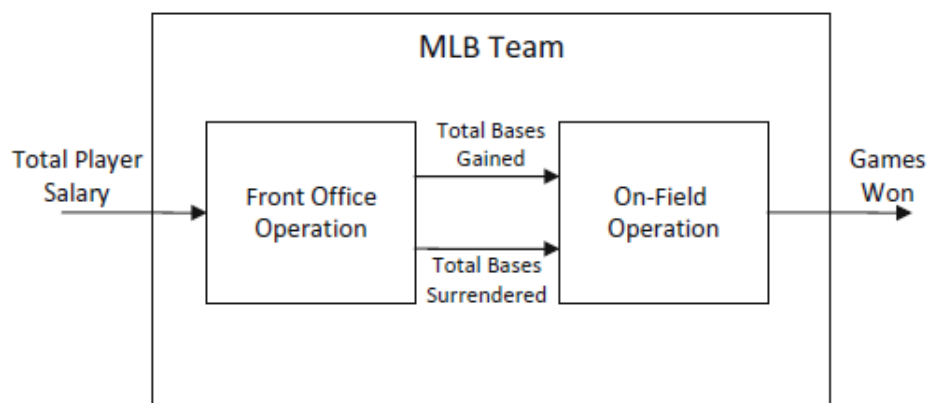 MLB Team
Total Player
Salary
Front Office
Operation
Total Bases
Gained
Total Bases
Surrendered
On-Field
Operation
Games
Won